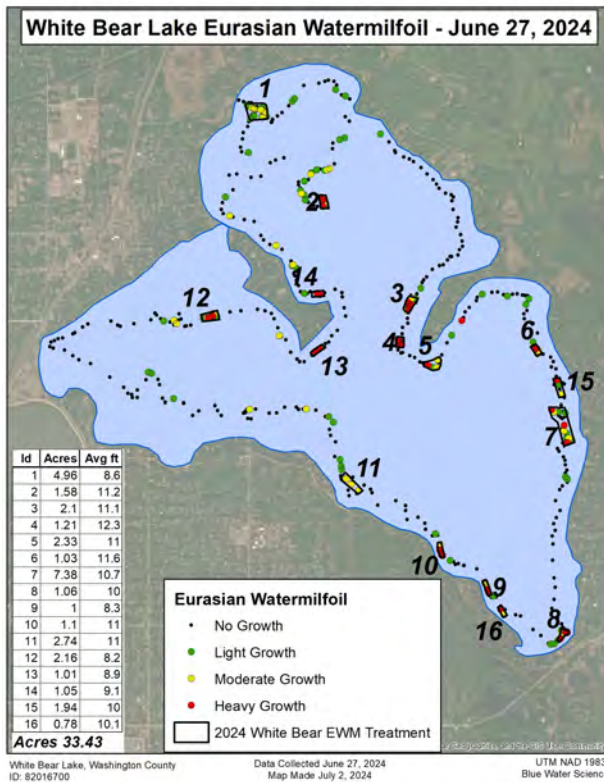 White Bear Lake Eurasian Watermilfoil - June 27, 2024
1
2
14
3
12
4
5
6
13
15
7
11
10
9
8
16
Id Acres Avg ft
1 4.96 8.6
2 1.58 11.2
3 2.1 11.1
4 1.21 12.3
5 2.33 11
6 1.03 11.6
7 7.38 10.7
8 1.06 10
9 1 8.3
10 1.1 11
11 2.74 11
12 2.16 8.2
13 1.01 8.9
14 1.05 9.1
15 1.94 10
16 0.78 10.1
Acres 33.43
Eurasian Watermilfoil
No Growth
Light Growth
Moderate Growth
Heavy Growth
2024 White Bear EWM Treatment
Geographics, and the GIS User Community
White Bear Lake, Washington County
ID: 82016700
Data Collected June 27, 2024
Map Made July 2, 2024
UTM NAD 1983
Blue Water Scienc